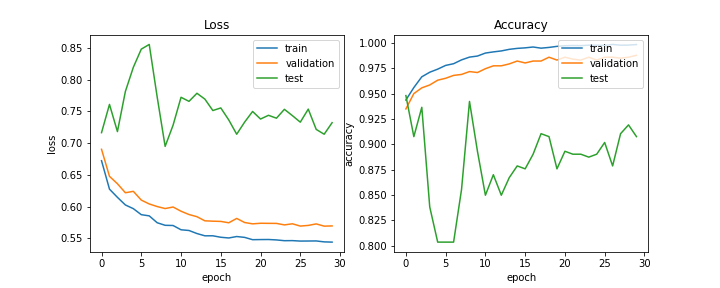 Loss
train
validation
test
0.85
0.80
0.75
0.70
0.65
0.60
0.55
loss
0 5 10 15 20 25 30
epoch
Accuracy
train
validation
test
1.000
0.975
0.950
0.925
0.900
0.875
0.850
0.825
0.800
accuracy
0 5 10 15 20 25 30
epoch